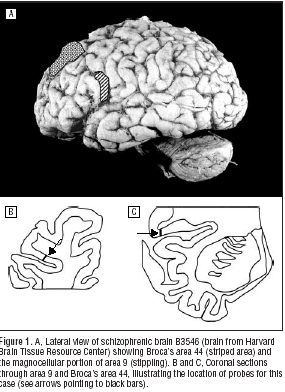 A
B
C
Figure 1. A, Lateral view of schizophrenic brain B3546 (brain from Harvard
Brain Tissue Resource Center) showing Broca's area 44 (striped area) and
the magnocellular portion of area 9 (stippling). B and C, Coronal sections
through area 9 and Broca's area 44, illustrating the location of probes for this
case (see arrows pointing to black bars).